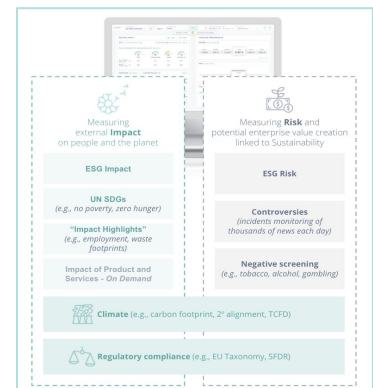 Measuring
external Impact
on people and the planet
ESG Impact
UN SDGs
(e.g., no poverty, zero hunger)
“Impact Highlights”
(e.g., employment, waste
footprints)
Impact of Product and
Services - On Demand
Measuring Risk and
potential enterprise value creation
linked to Sustainability
ESG Risk
Controversies
(incidents monitoring of
thousands of news each day)
Negative screening
(e.g., tobacco, alcohol, gambling)
Climate (e.g., carbon footprint, 2° alignment, TCFD)
Regulatory compliance (e.g., EU Taxonomy, SFDR)